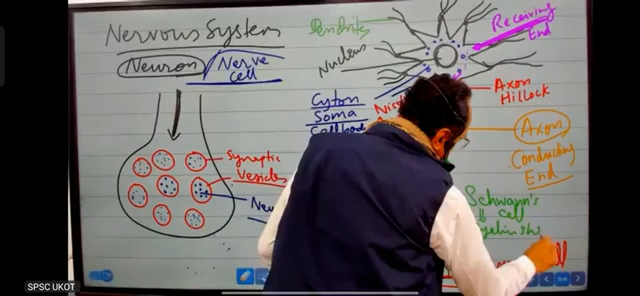 Nervous System
Neuron Nerve
cell
Synaptic
Vesicles
Dendrites
Nucleus
Receiving
End
Axon
Hillock
Cyton
Soma
Axon
Conductory
End
Schwann's
cell
SPSC UKOT